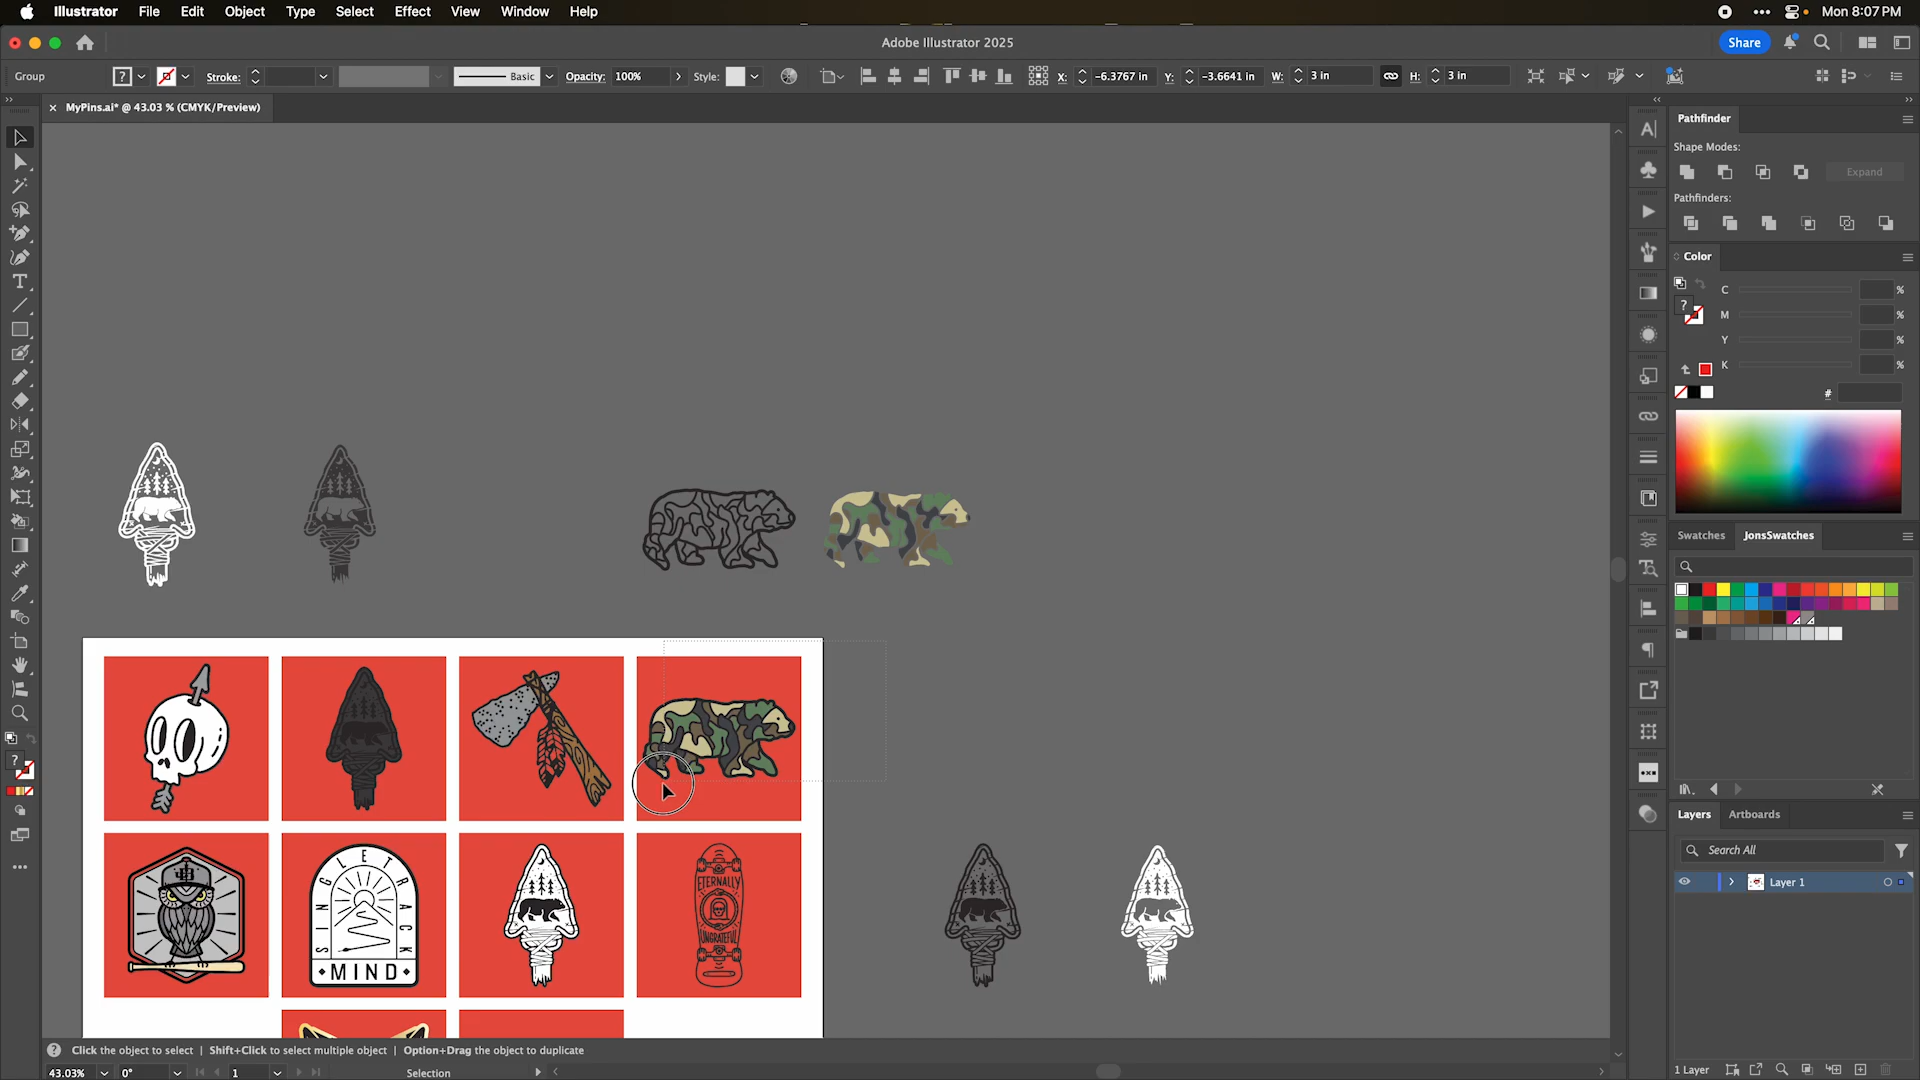 Illustrator File Edit Object Type Select Effect View Window Help Mon 8:07 PM
Adobe Illustrator 2025 Share
Group ? Stroke: Basic Opacity: 100% Style: X: -6.3767 in Y: -3.6641 in W: 3 in H: 3 in
× MyPins.ai* @ 43.03 % (CMYK/Preview)
Pathfinder
Shape Modes:
Expand
Pathfinders:
Color
C %
M %
Y %
K %
#
Swatches JonsSwatches
Layers Artboards
Search All
Layer 1
1 Layer
SINGLETRACK
MIND
ETERNALLY
UNGRATEFUL
? Click the object to select | Shift+Click to select multiple object | Option+Drag the object to duplicate
43.03% 0° 1 Selection